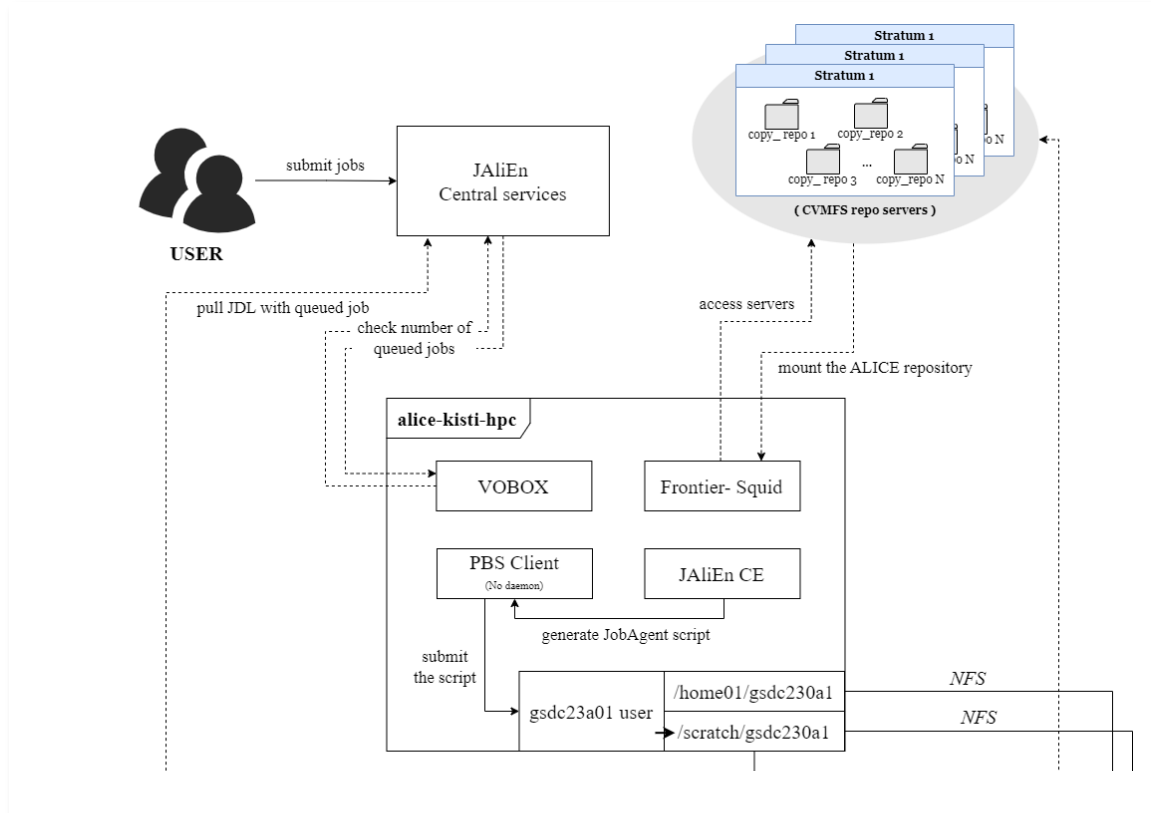 Stratum 1
Stratum 1
Stratum 1
copy_ repo 1
copy_repo 2
o N
o N
copy_ repo 3
...
copy_repo N
( CVMFS repo servers )
submit jobs
JAliEn
Central services
USER
pull JDL with queued job
check number of
queued jobs
access servers
mount the ALICE repository
alice-kisti-hpc
VOBOX
Frontier- Squid
PBS Client
(No daemon)
JAliEn CE
generate JobAgent script
submit
the script
gsdc23a01 user
/home01/gsdc230a1
/scratch/gsdc230a1
NFS
NFS